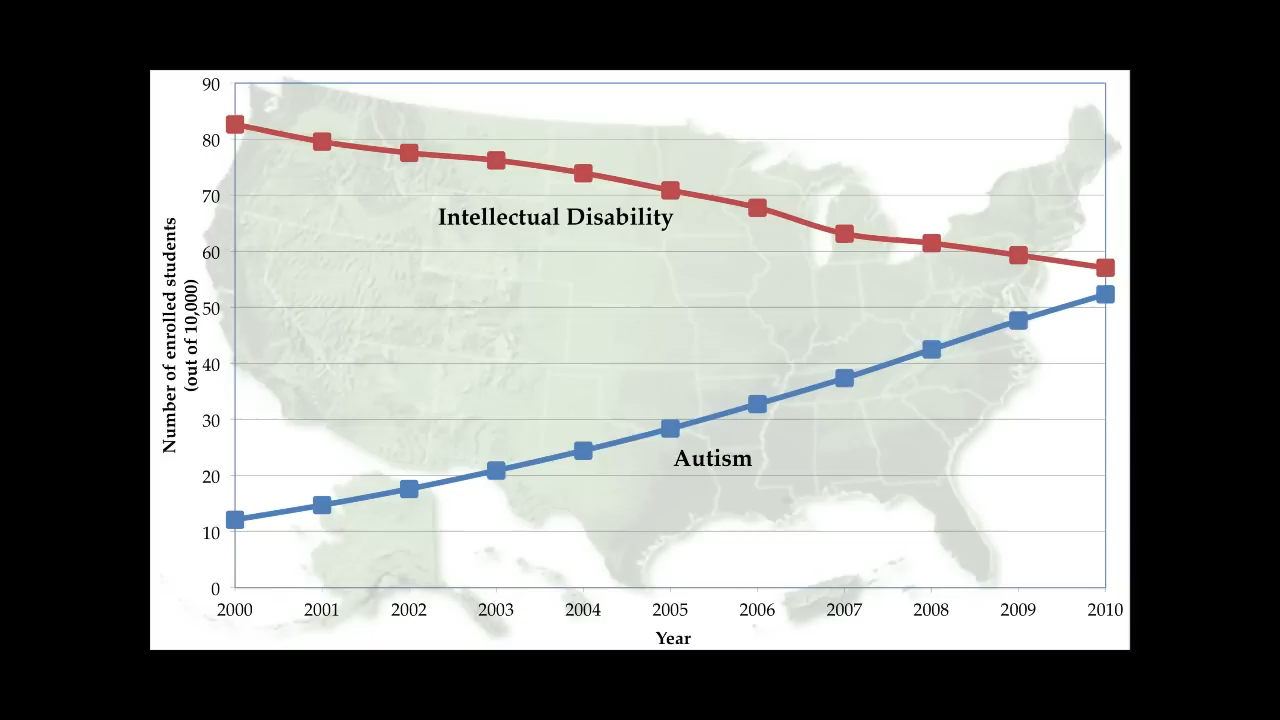 90
80
70
60
50
40
30
20
10
0
Number of enrolled students
(out of 10,000)
Intellectual Disability
Autism
2000 2001 2002 2003 2004 2005 2006 2007 2008 2009 2010
Year